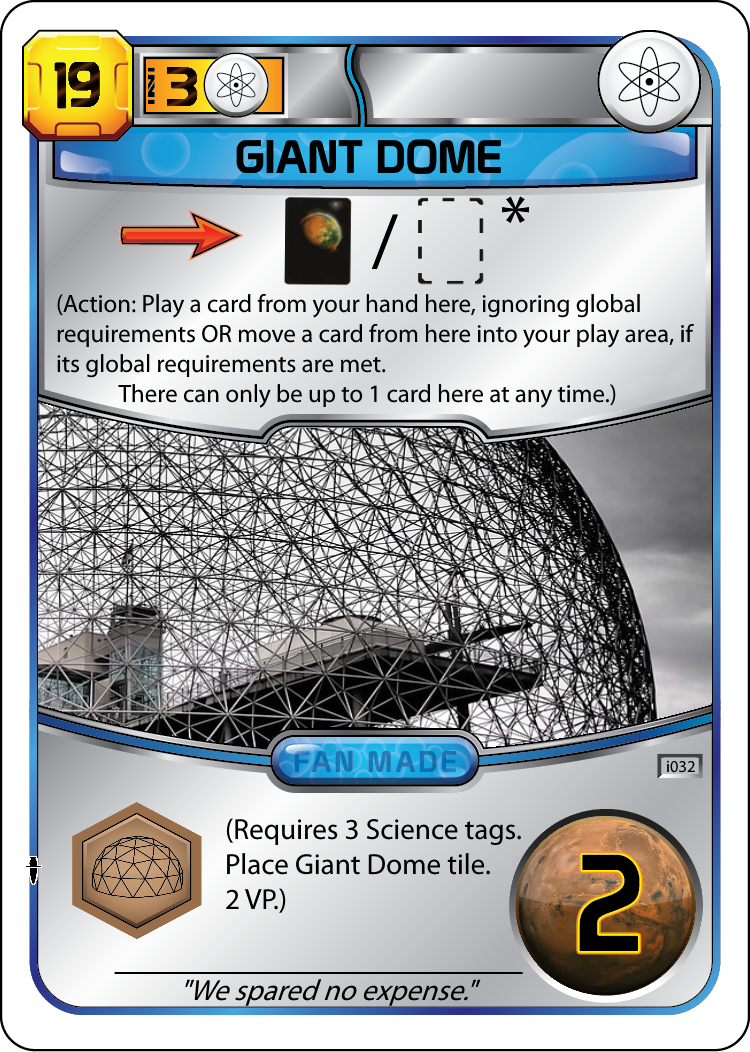 19
3
GIANT DOME
/
*
(Action: Play a card from your hand here, ignoring global
requirements OR move a card from here into your play area, if
its global requirements are met.
There can only be up to 1 card here at any time.)
FAN MADE
i032
(Requires 3 Science tags.
Place Giant Dome tile.
2 VP.)
2
"We spared no expense."